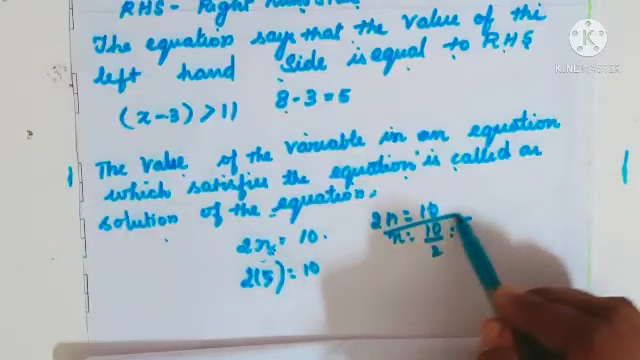 RHS - Right
The equation says that the value of the
left hand side is equal to RHS
(x-3) > 11 8-3=5
The value of the variable in an equation
which satisfies the equation is called as
solution of the equation.
2n = 10. 2n = 10
2(5) = 10 n = 10/2 =
K
KINEMASTER